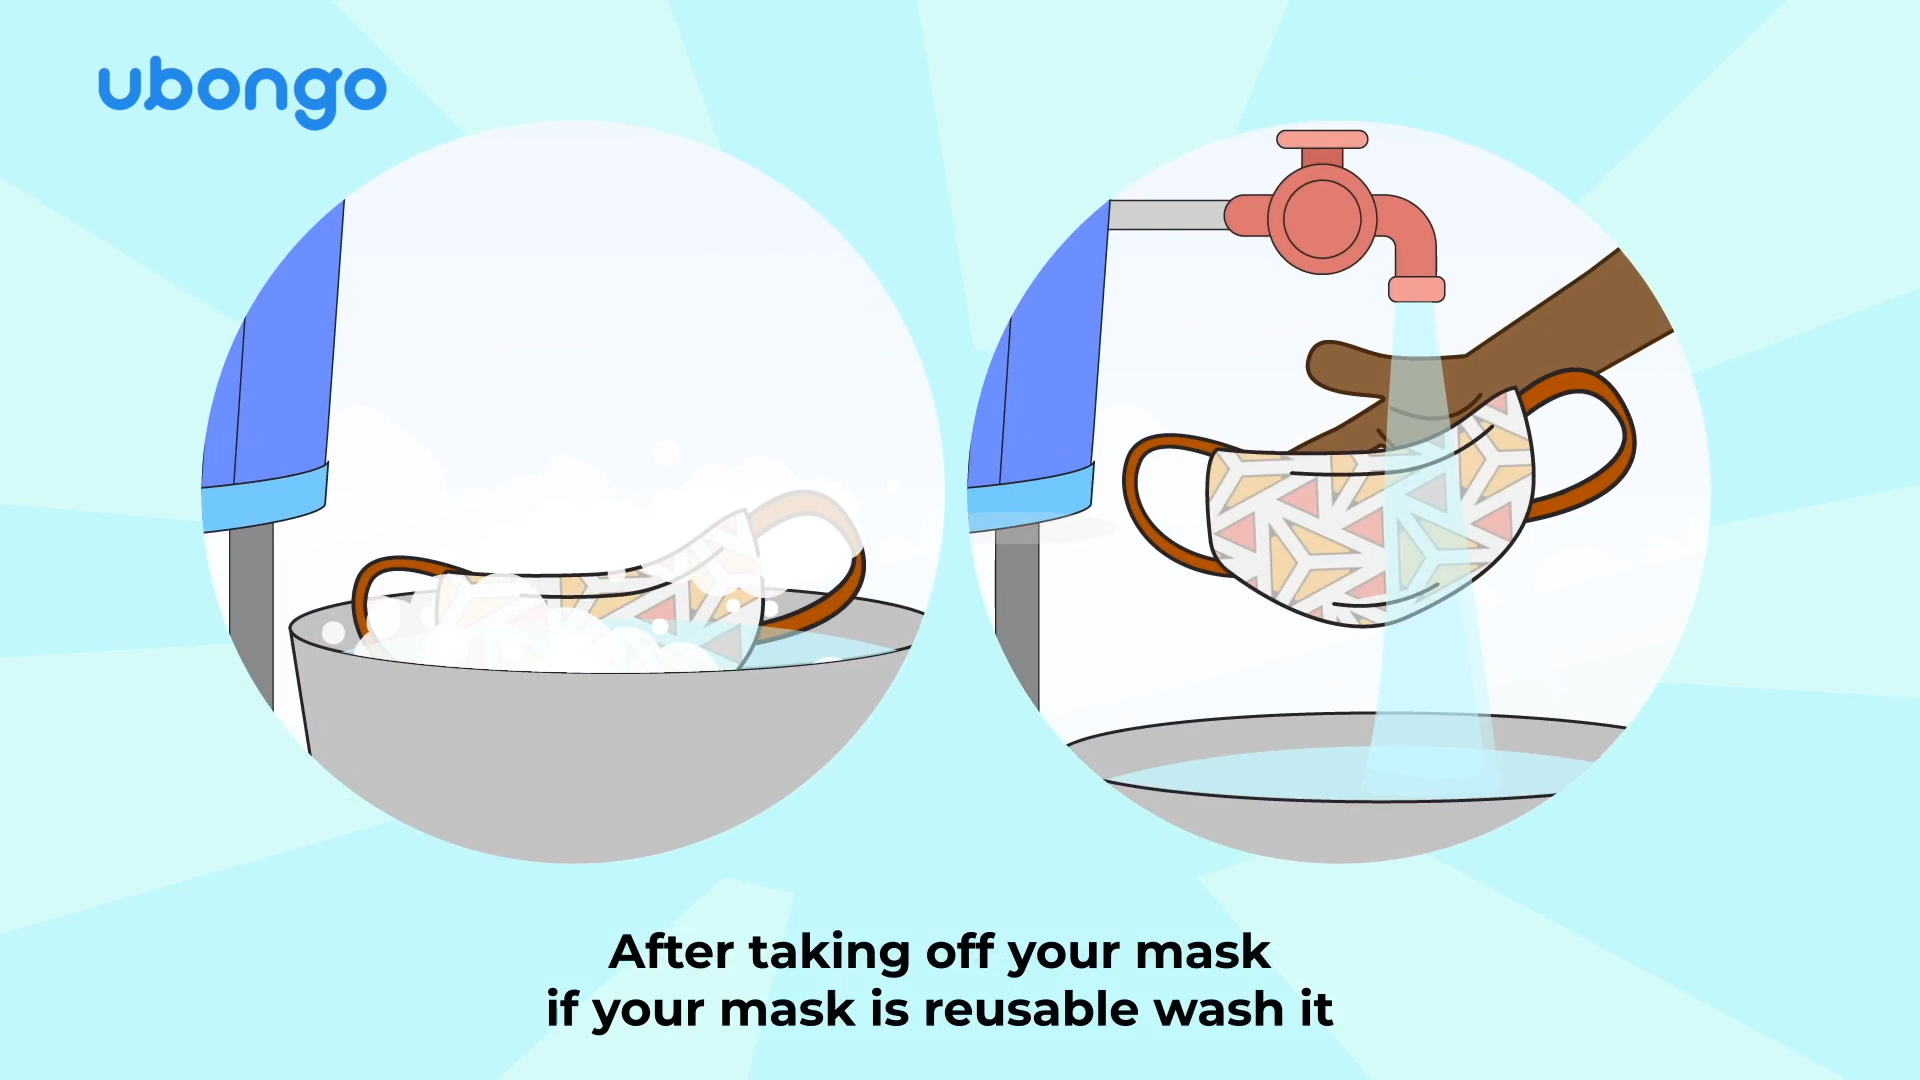 ubongo
After taking off your mask
if your mask is reusable wash it